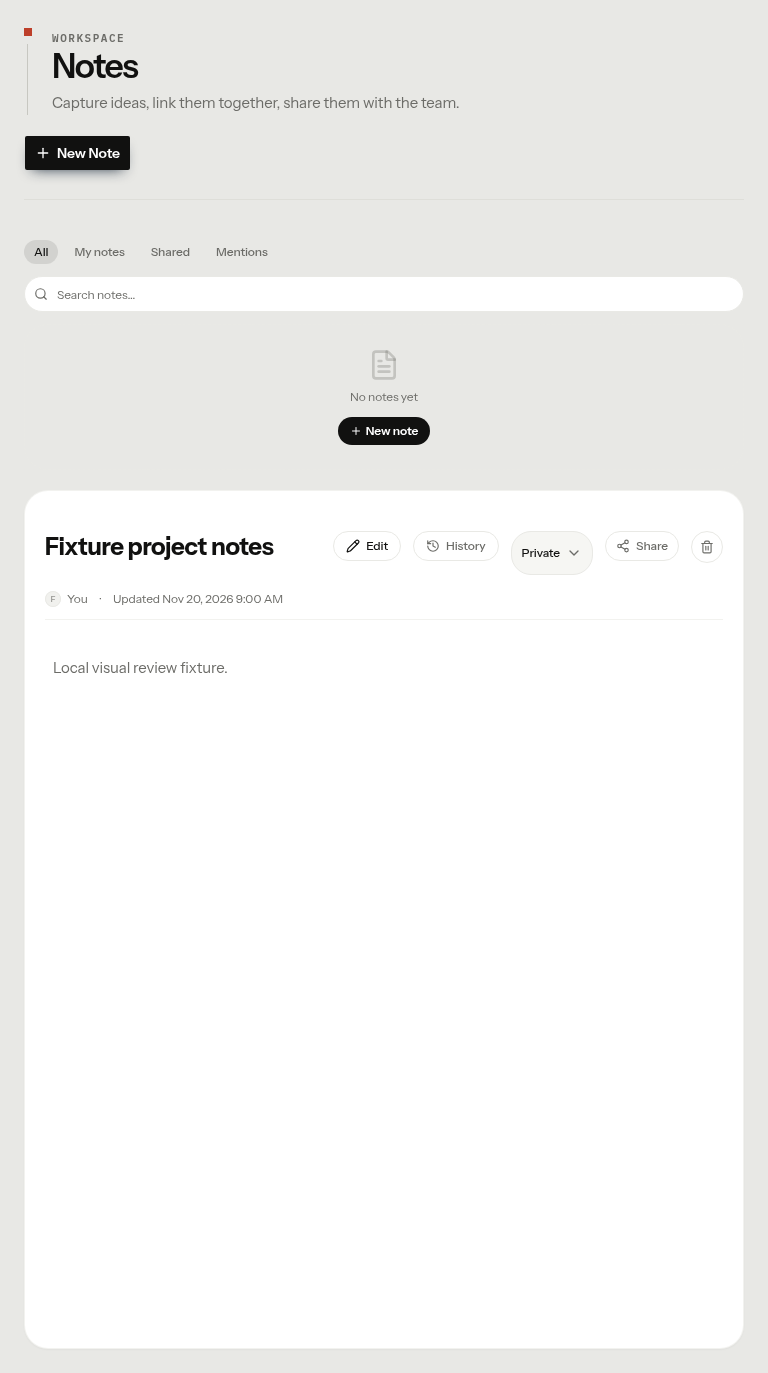 WORKSPACE
Notes
Capture ideas, link them together, share them with the team.
New Note
All My notes Shared Mentions
Search notes...
No notes yet
New note
Fixture project notes Edit History Private Share
F You · Updated Nov 20, 2026 9:00 AM
Local visual review fixture.